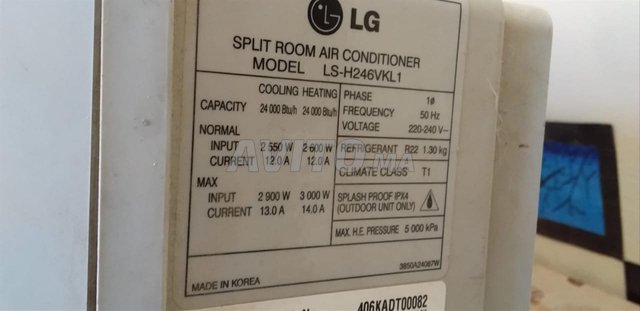 LG
SPLIT ROOM AIR CONDITIONER
MODEL LS-H246VKL1
COOLING HEATING
CAPACITY 24 000 Btu/h 24 000 Btu/h
NORMAL
INPUT 2 550 W 2 600 W
CURRENT 12.0 A 12.0 A
MAX
INPUT 2 900 W 3 000 W
CURRENT 13.0 A 14.0 A
PHASE 1Ø
FREQUENCY 50 Hz
VOLTAGE 220-240 V~
REFRIGERANT R22 1.30 kg
CLIMATE CLASS T1
SPLASH PROOF IPX4
(OUTDOOR UNIT ONLY)
MAX. H.E. PRESSURE 5 000 kPa
3850A24087W
MADE IN KOREA
406KADT00082
AVITO.MA